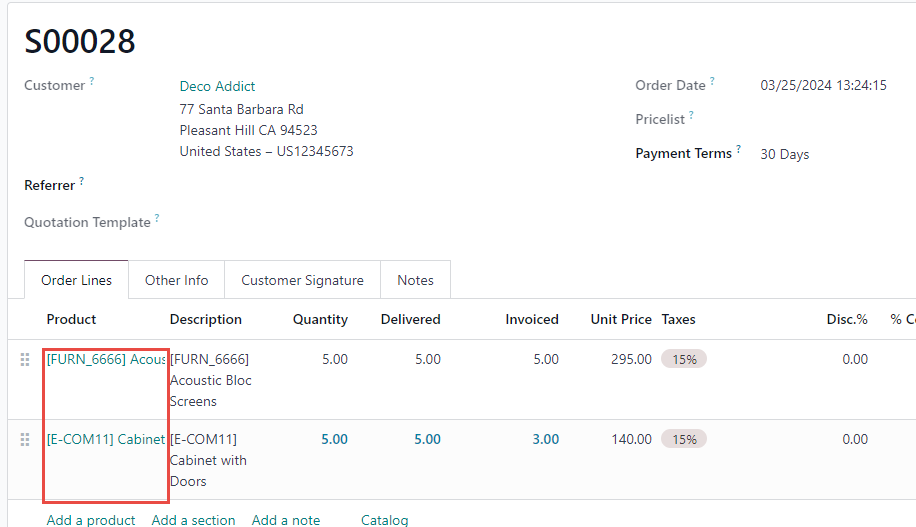 S00028
Customer ? Deco Addict Order Date ? 03/25/2024 13:24:15
77 Santa Barbara Rd
Pleasant Hill CA 94523 Pricelist ?
United States – US12345673 Payment Terms ? 30 Days
Referrer ?
Quotation Template ?
Order Lines Other Info Customer Signature Notes
Product Description Quantity Delivered Invoiced Unit Price Taxes Disc.% %
[FURN_6666] Acous [FURN_6666] 5.00 5.00 5.00 295.00 15% 0.00
Acoustic Bloc
Screens
[E-COM11] Cabinet [E-COM11] 5.00 5.00 3.00 140.00 15% 0.00
Cabinet with
Doors
Add a product Add a section Add a note Catalog